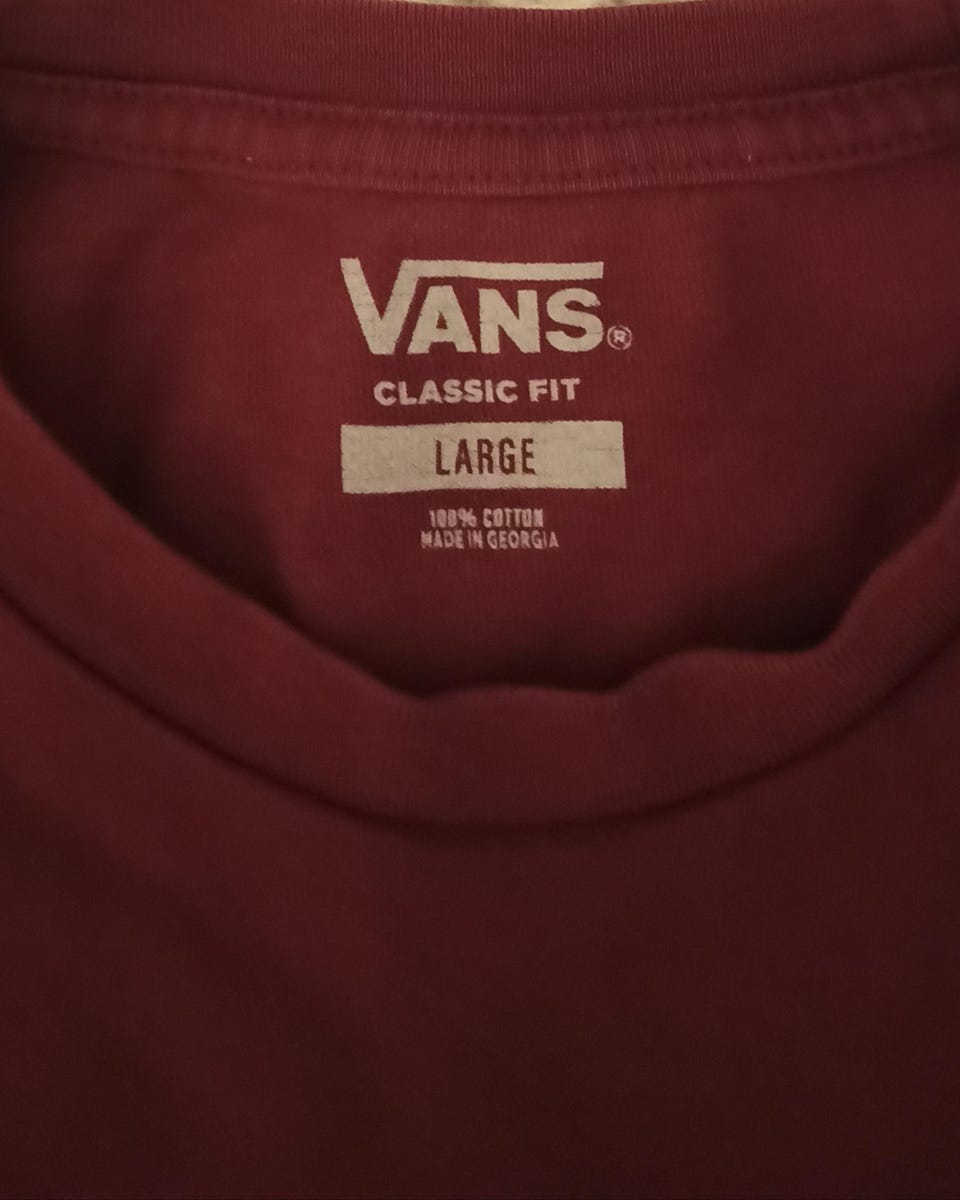 VANS®
CLASSIC FIT
LARGE
100% COTTON
MADE IN GEORGIA